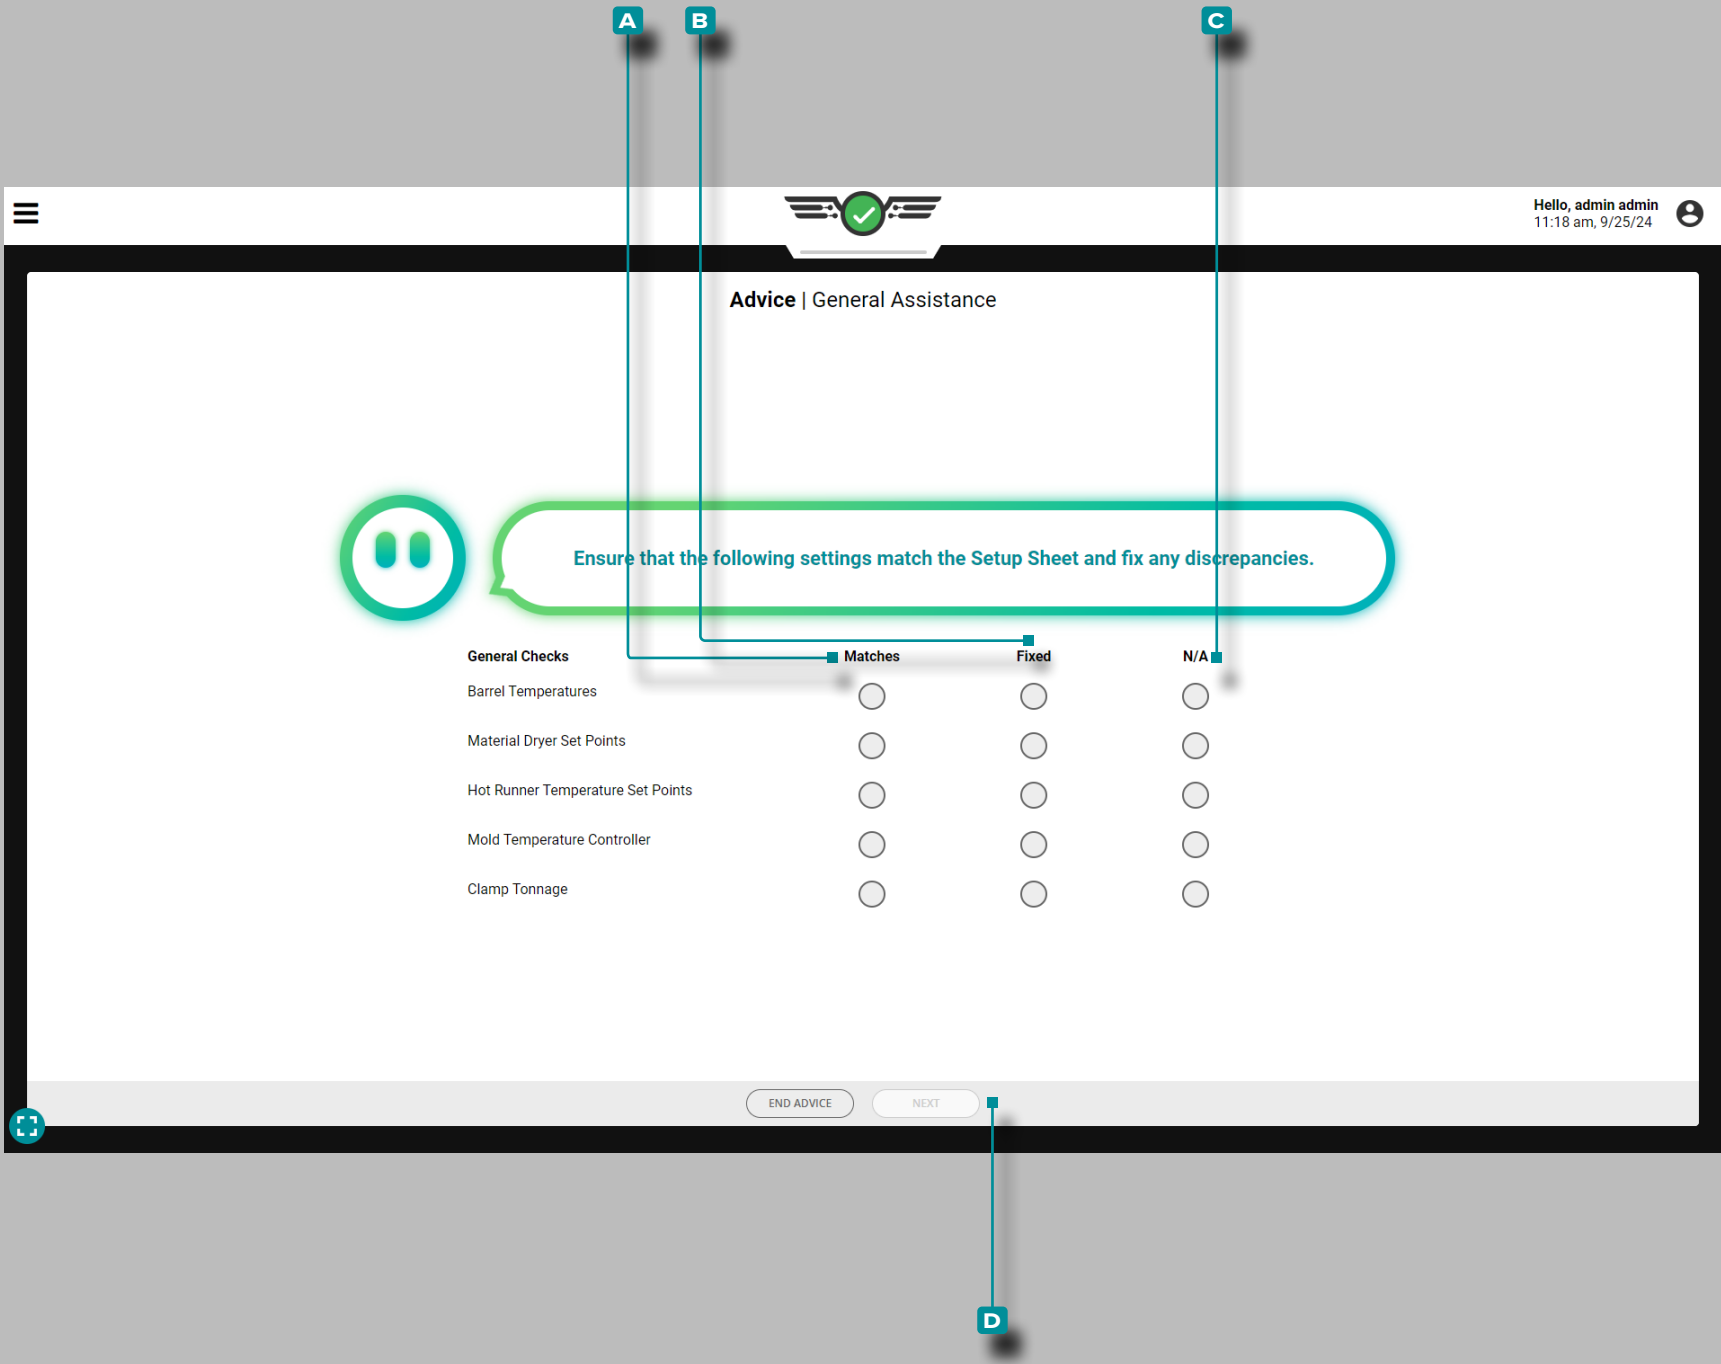 A B C
Hello, admin admin
11:18 am, 9/25/24
Advice | General Assistance
Ensure that the following settings match the Setup Sheet and fix any discrepancies.
General Checks Matches Fixed N/A
Barrel Temperatures
Material Dryer Set Points
Hot Runner Temperature Set Points
Mold Temperature Controller
Clamp Tonnage
END ADVICE NEXT
D